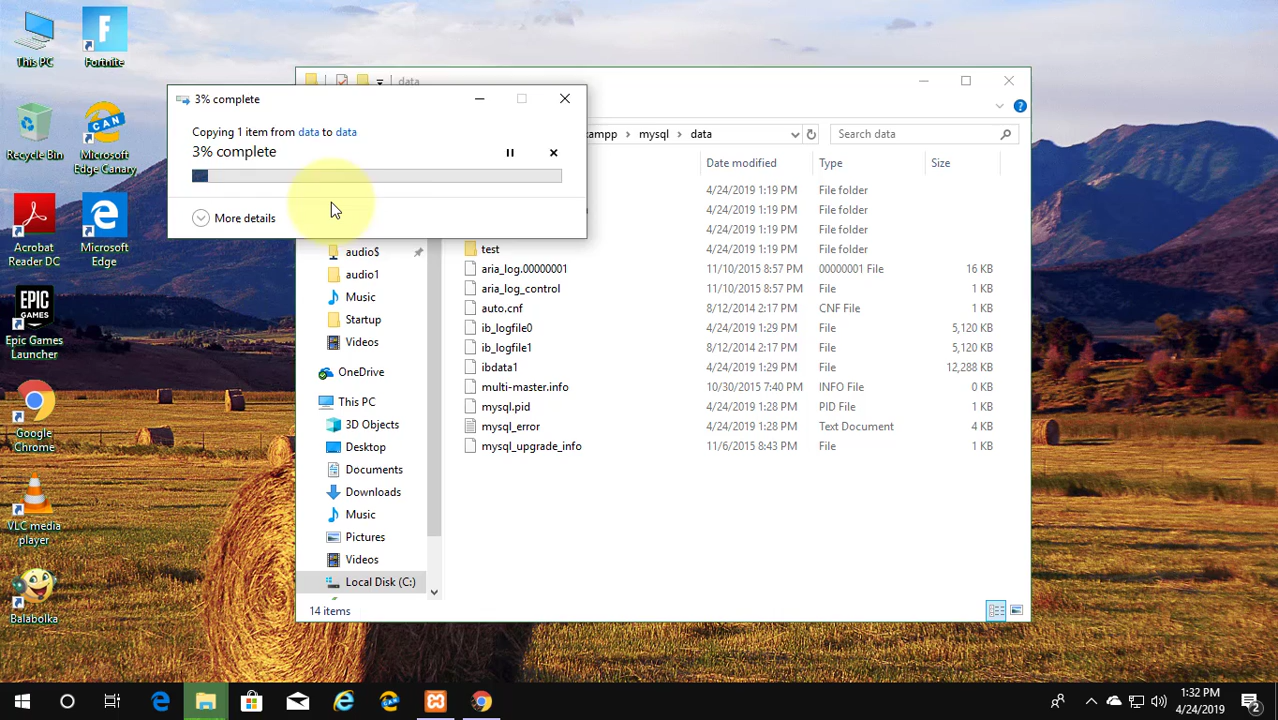 This PC
Fortnite
Recycle Bin
Microsoft Edge Canary
Acrobat Reader DC
Microsoft Edge
EPIC GAMES
Epic Games Launcher
Google Chrome
VLC media player
Balabolka
data
3% complete
Copying 1 item from data to data
3% complete
More details
ampp > mysql > data
Search data
Date modified Type Size
4/24/2019 1:19 PM File folder
4/24/2019 1:19 PM File folder
4/24/2019 1:19 PM File folder
test 4/24/2019 1:19 PM File folder
aria_log.00000001 11/10/2015 8:57 PM 00000001 File 16 KB
aria_log_control 11/10/2015 8:57 PM File 1 KB
auto.cnf 8/12/2014 2:17 PM CNF File 1 KB
ib_logfile0 4/24/2019 1:29 PM File 5,120 KB
ib_logfile1 8/12/2014 2:17 PM File 5,120 KB
ibdata1 4/24/2019 1:29 PM File 12,288 KB
multi-master.info 10/30/2015 7:40 PM INFO File 0 KB
mysql.pid 4/24/2019 1:28 PM PID File 1 KB
mysql_error 4/24/2019 1:28 PM Text Document 4 KB
mysql_upgrade_info 11/6/2015 8:43 PM File 1 KB
audio$
audio1
Music
Startup
Videos
OneDrive
This PC
3D Objects
Desktop
Documents
Downloads
Music
Pictures
Videos
Local Disk (C:)
14 items
1:32 PM
4/24/2019
2